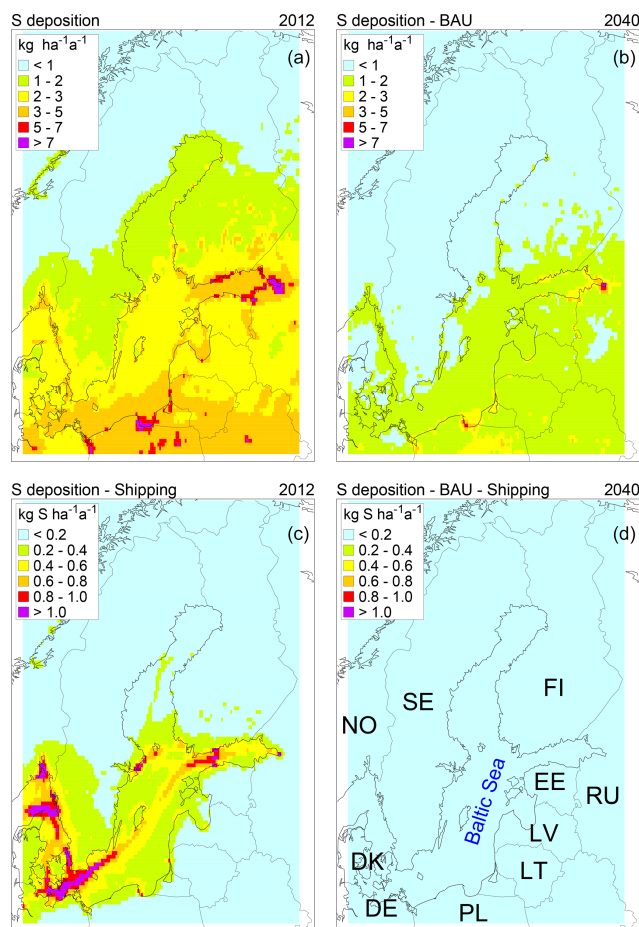 S deposition 2012
kg ha⁻¹a⁻¹
< 1
1 - 2
2 - 3
3 - 5
5 - 7
> 7
(a)
S deposition - BAU 2040
kg ha⁻¹a⁻¹
< 1
1 - 2
2 - 3
3 - 5
5 - 7
> 7
(b)
S deposition - Shipping 2012
kg S ha⁻¹a⁻¹
< 0.2
0.2 - 0.4
0.4 - 0.6
0.6 - 0.8
0.8 - 1.0
> 1.0
(c)
S deposition - BAU - Shipping 2040
kg S ha⁻¹a⁻¹
< 0.2
0.2 - 0.4
0.4 - 0.6
0.6 - 0.8
0.8 - 1.0
> 1.0
(d)
FI
SE
NO
Baltic Sea
EE
RU
LV
DK
LT
DE
PL